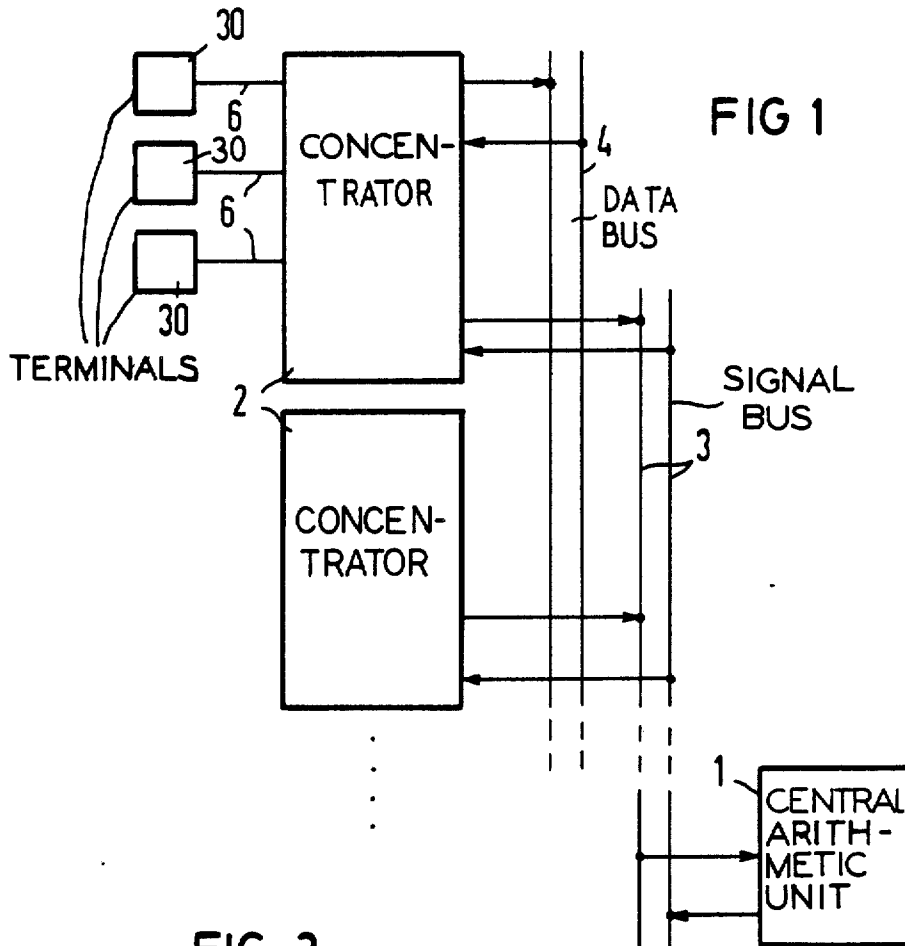 30
6
30
6
30
TERMINALS
CONCEN-
TRATOR
2
4
DATA
BUS
FIG 1
SIGNAL
BUS
3
CONCEN-
TRATOR
1
CENTRAL
ARITH-
METIC
UNIT